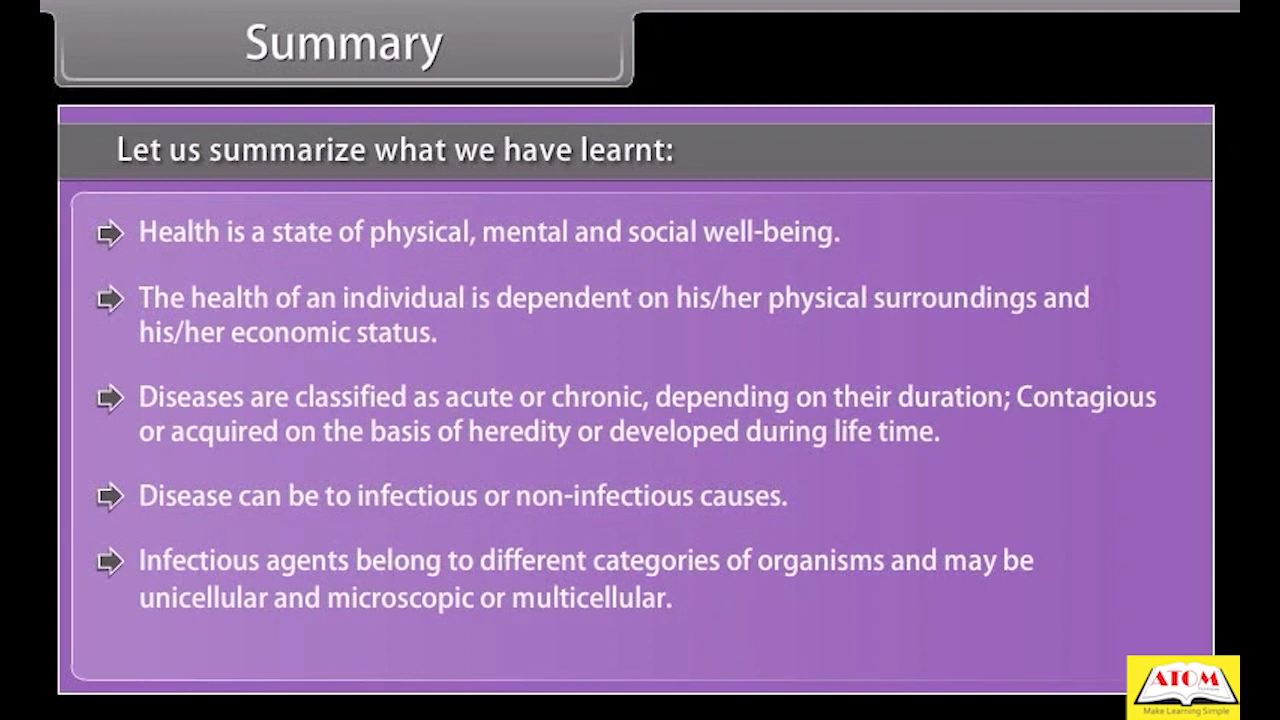 Summary
Let us summarize what we have learnt:
Health is a state of physical, mental and social well-being.
The health of an individual is dependent on his/her physical surroundings and
his/her economic status.
Diseases are classified as acute or chronic, depending on their duration; Contagious
or acquired on the basis of heredity or developed during life time.
Disease can be to infectious or non-infectious causes.
Infectious agents belong to different categories of organisms and may be
unicellular and microscopic or multicellular.
ATOM
Make Learning Simple